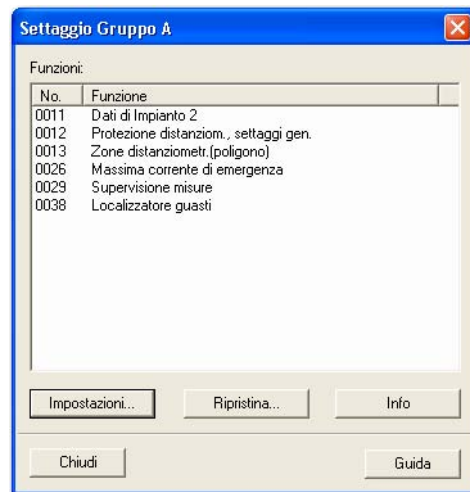 Settaggio Gruppo A
Funzioni:
No. Funzione
0011 Dati di Impianto 2
0012 Protezione distanziom., settaggi gen.
0013 Zone distanziometr.(poligono)
0026 Massima corrente di emergenza
0029 Supervisione misure
0038 Localizzatore guasti
Impostazioni... Ripristina... Info
Chiudi Guida